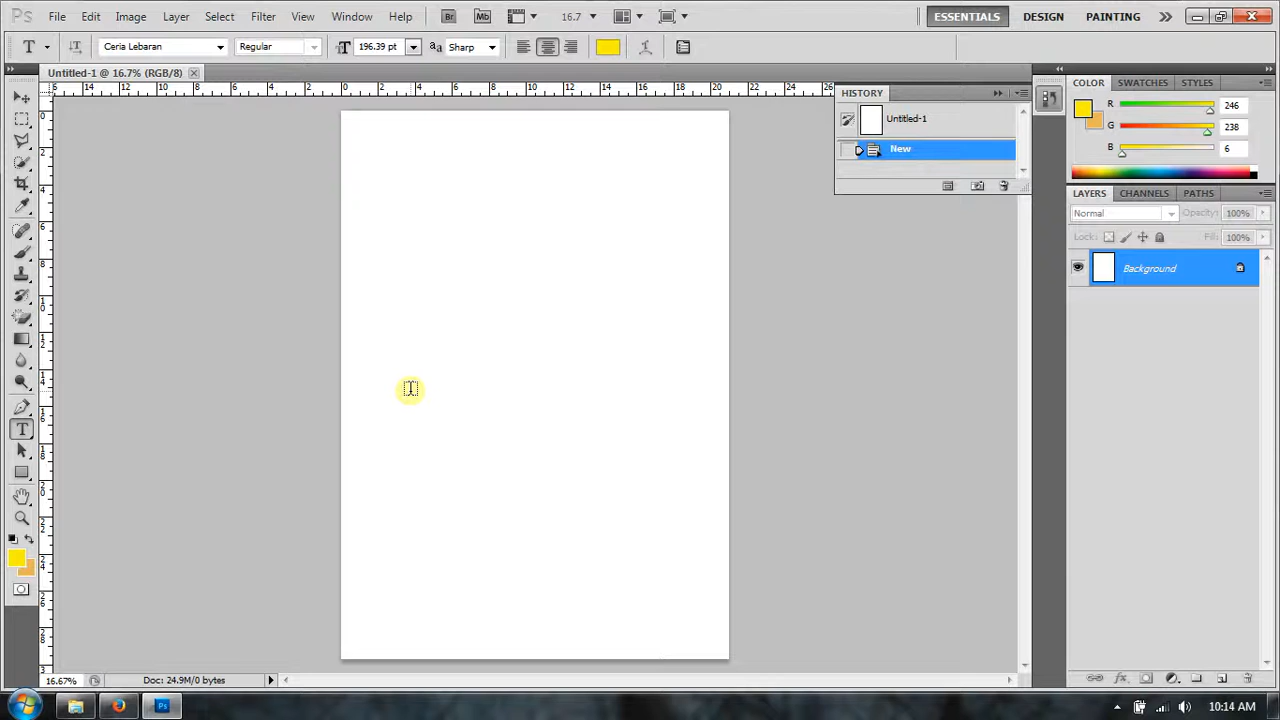 Ps File Edit Image Layer Select Filter View Window Help Br Mb 16.7 ESSENTIALS DESIGN PAINTING
T Ceria Lebaran Regular 196.39 pt Sharp
Untitled-1 @ 16.7% (RGB/8)
HISTORY
Untitled-1
New
COLOR SWATCHES STYLES
R 246
G 238
B 6
LAYERS CHANNELS PATHS
Normal Opacity: 100%
Lock: Fill: 100%
Background
16.67% Doc: 24.9M/0 bytes
Ps 10:14 AM